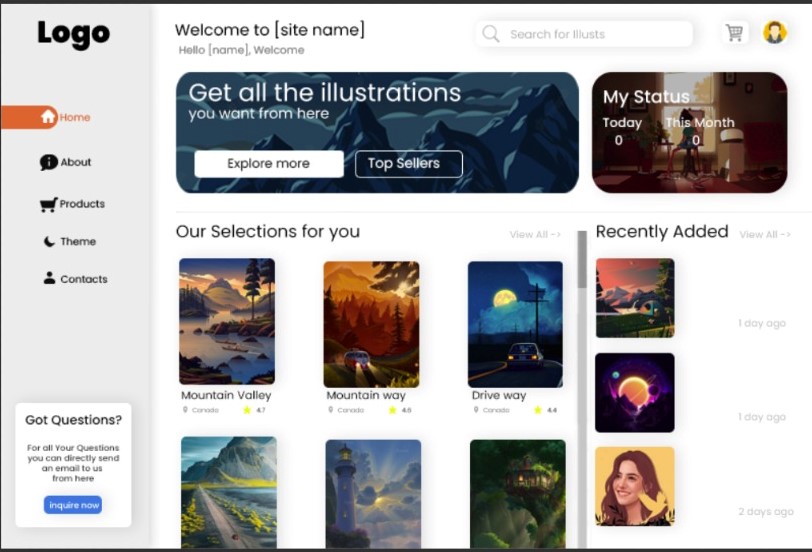 Logo
Home
About
Products
Theme
Contacts
Got Questions?
For all Your Questions
you can directly send
an email to us
from here
inquire now
Welcome to [site name]
Hello [name], Welcome
Search for Illusts
Get all the illustrations
you want from here
Explore more
Top Sellers
My Status
Today
This Month
0
0
Our Selections for you
View All ->
Mountain Valley
Canada
4.7
Mountain way
Canada
4.6
Drive way
Canada
4.4
Recently Added
View All ->
1 day ago
1 day ago
2 days ago